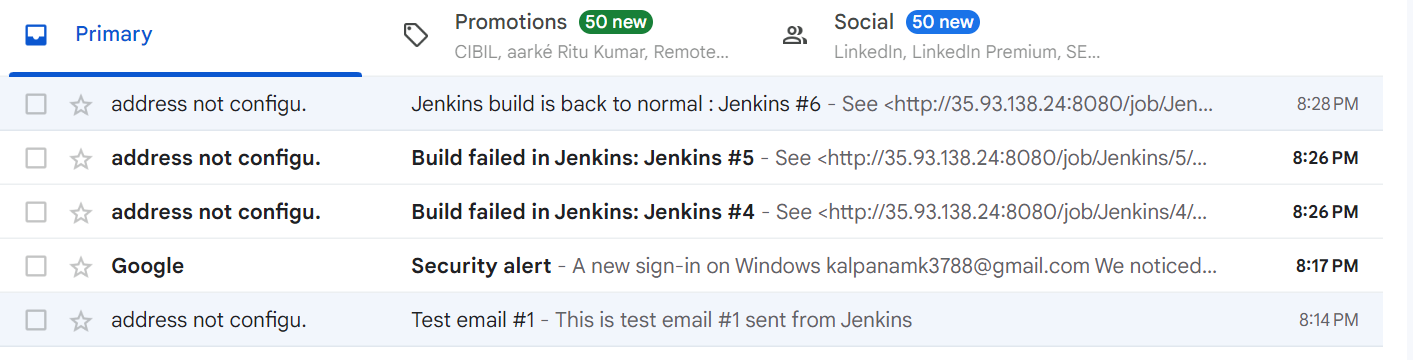 Primary
Promotions 50 new
CIBIL, aarké Ritu Kumar, Remote...
Social 50 new
LinkedIn, LinkedIn Premium, SE...
address not configu. Jenkins build is back to normal : Jenkins #6 - See <http://35.93.138.24:8080/job/Jen... 8:28 PM
address not configu. Build failed in Jenkins: Jenkins #5 - See <http://35.93.138.24:8080/job/Jenkins/5/... 8:26 PM
address not configu. Build failed in Jenkins: Jenkins #4 - See <http://35.93.138.24:8080/job/Jenkins/4/... 8:26 PM
Google Security alert - A new sign-in on Windows kalpanamk3788@gmail.com We noticed... 8:17 PM
address not configu. Test email #1 - This is test email #1 sent from Jenkins 8:14 PM